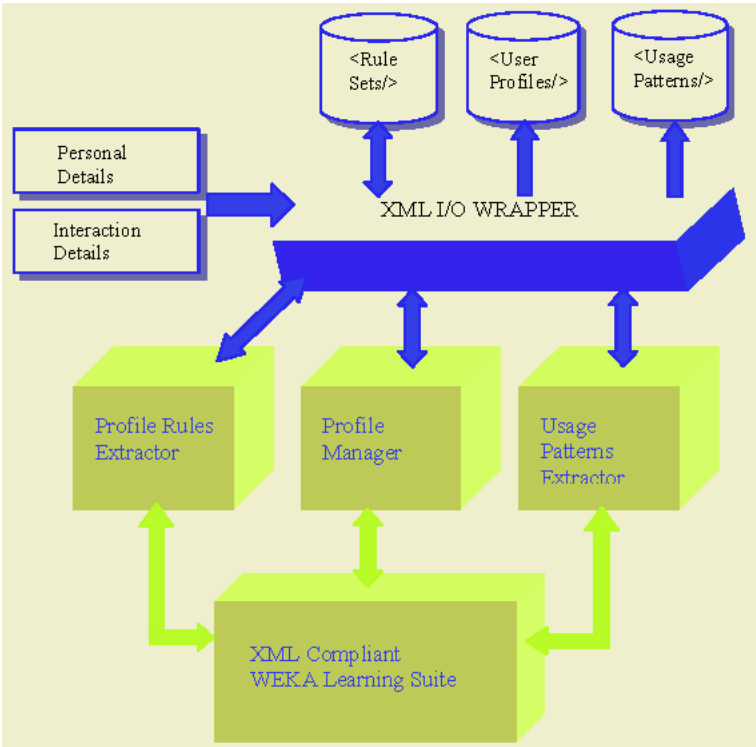 <Rule
Sets/>
<User
Profiles/>
<Usage
Patterns/>
Personal
Details
Interaction
Details
XML I/O WRAPPER
Profile Rules
Extractor
Profile
Manager
Usage
Patterns
Extractor
XML Compliant
WEKA Learning Suite